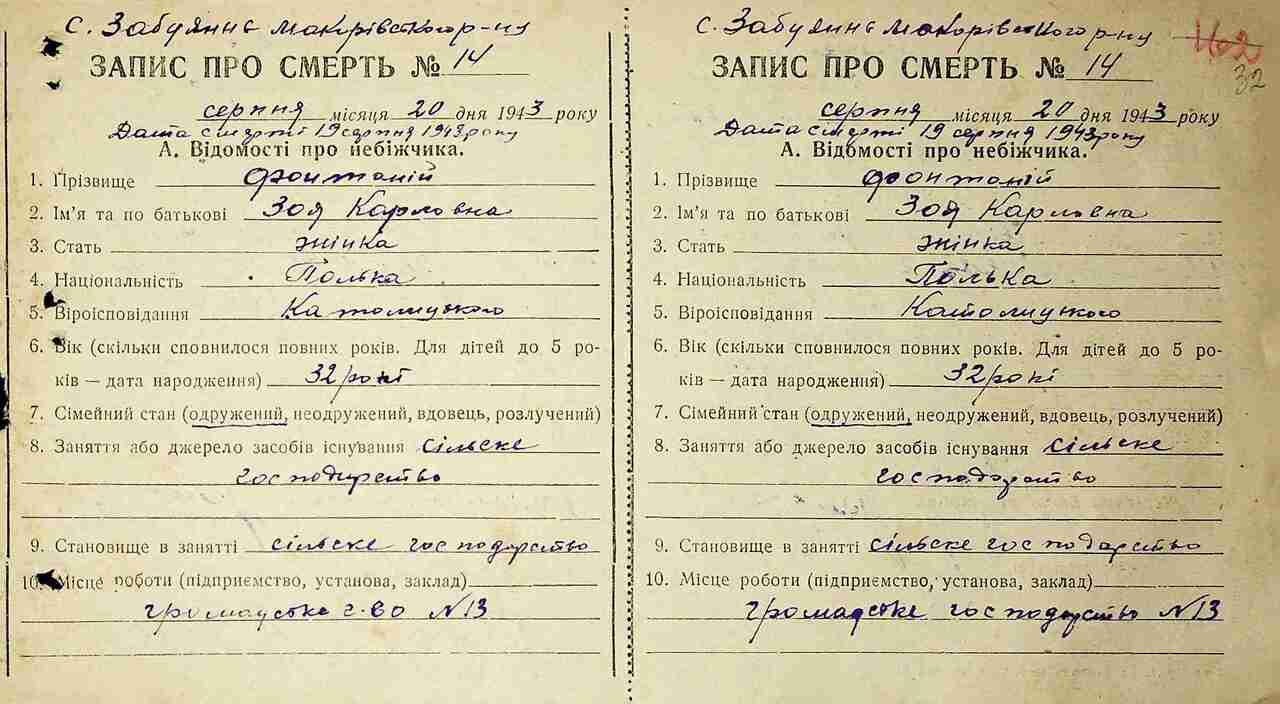 с. Забуяння Макарівського р-ну
ЗАПИС ПРО СМЕРТЬ № 14
серпня місяця 20 дня 1943 року
Дата смерті 19 серпня 1943 року
А. Відомості про небіжчика.
1. Прізвище Фонтаній
2. Ім’я та по батькові Зоя Карловна
3. Стать жінка
4. Національність Полька
5. Віроісповідання Католицкого
6. Вік (скільки сповнилося повних років. Для дітей до 5 ро-
ків — дата народження) 32 рокі
7. Сімейний стан (одружений, неодружений, вдовець, розлучений)
8. Заняття або джерело засобів існування сільске
господарство
9. Становище в занятті сільске господарство
10. Місце роботи (підприємство, установа, заклад)
громадське г-во №13
с. Забуяння Макорівського р-ну
32
ЗАПИС ПРО СМЕРТЬ № 14
серпня місяця 20 дня 1943 року
Дата смерті 19 серпня 1943 року
А. Відомості про небіжчика.
1. Прізвище Фонтаній
2. Ім’я та по батькові Зоя Карловна
3. Стать жінка
4. Національність Полька
5. Віроісповідання Католицкого
6. Вік (скільки сповнилося повних років. Для дітей до 5 ро-
ків — дата народження) 32 рокі
7. Сімейний стан (одружений, неодружений, вдовець, розлучений)
8. Заняття або джерело засобів існування сільске
господарство
9. Становище в занятті сільске господарство
10. Місце роботи (підприємство, установа, заклад)
громадське господарство №13